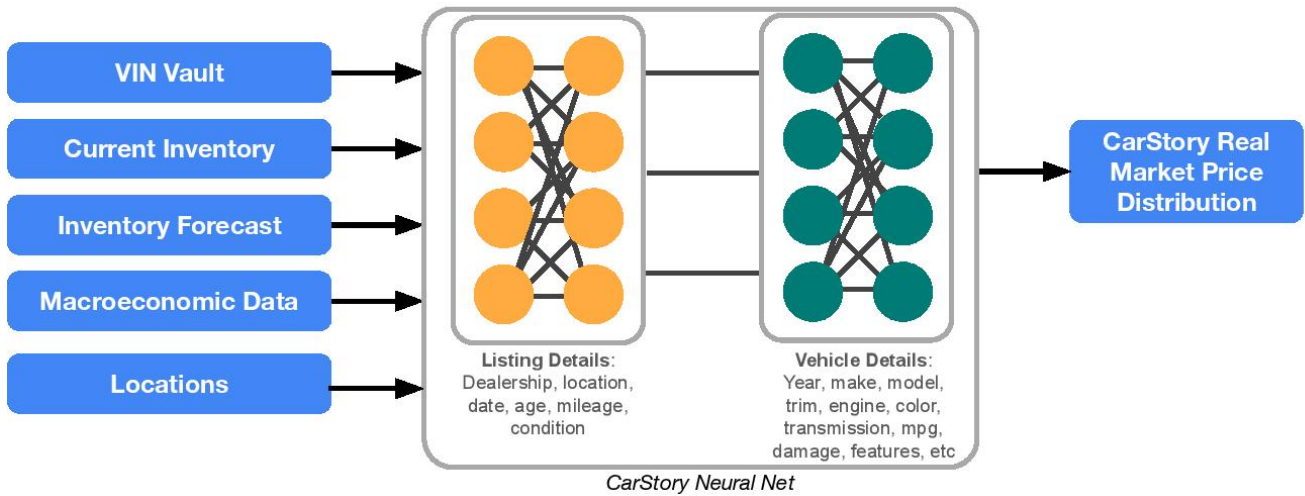 VIN Vault
Current Inventory
Inventory Forecast
Macroeconomic Data
Locations
Listing Details:
Dealership, location,
date, age, mileage,
condition
Vehicle Details:
Year, make, model,
trim, engine, color,
transmission, mpg,
damage, features, etc
CarStory Neural Net
CarStory Real
Market Price
Distribution